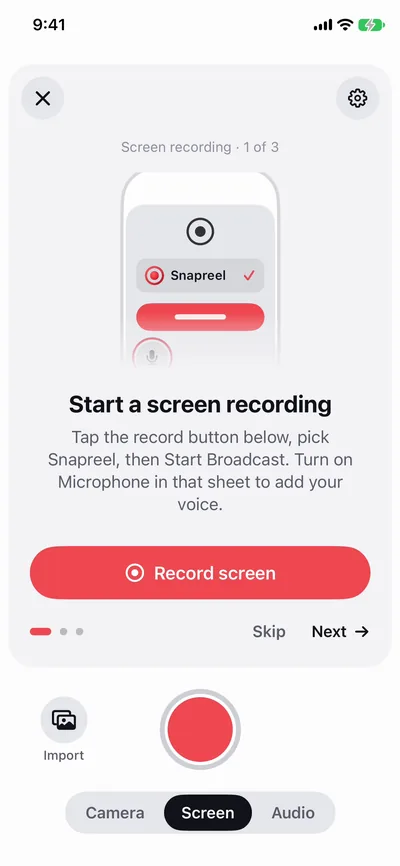 9:41
Screen recording · 1 of 3
Snapreel
Start a screen recording
Tap the record button below, pick
Snapreel, then Start Broadcast. Turn on
Microphone in that sheet to add your
voice.
Record screen
Skip
Next →
Import
Camera
Screen
Audio